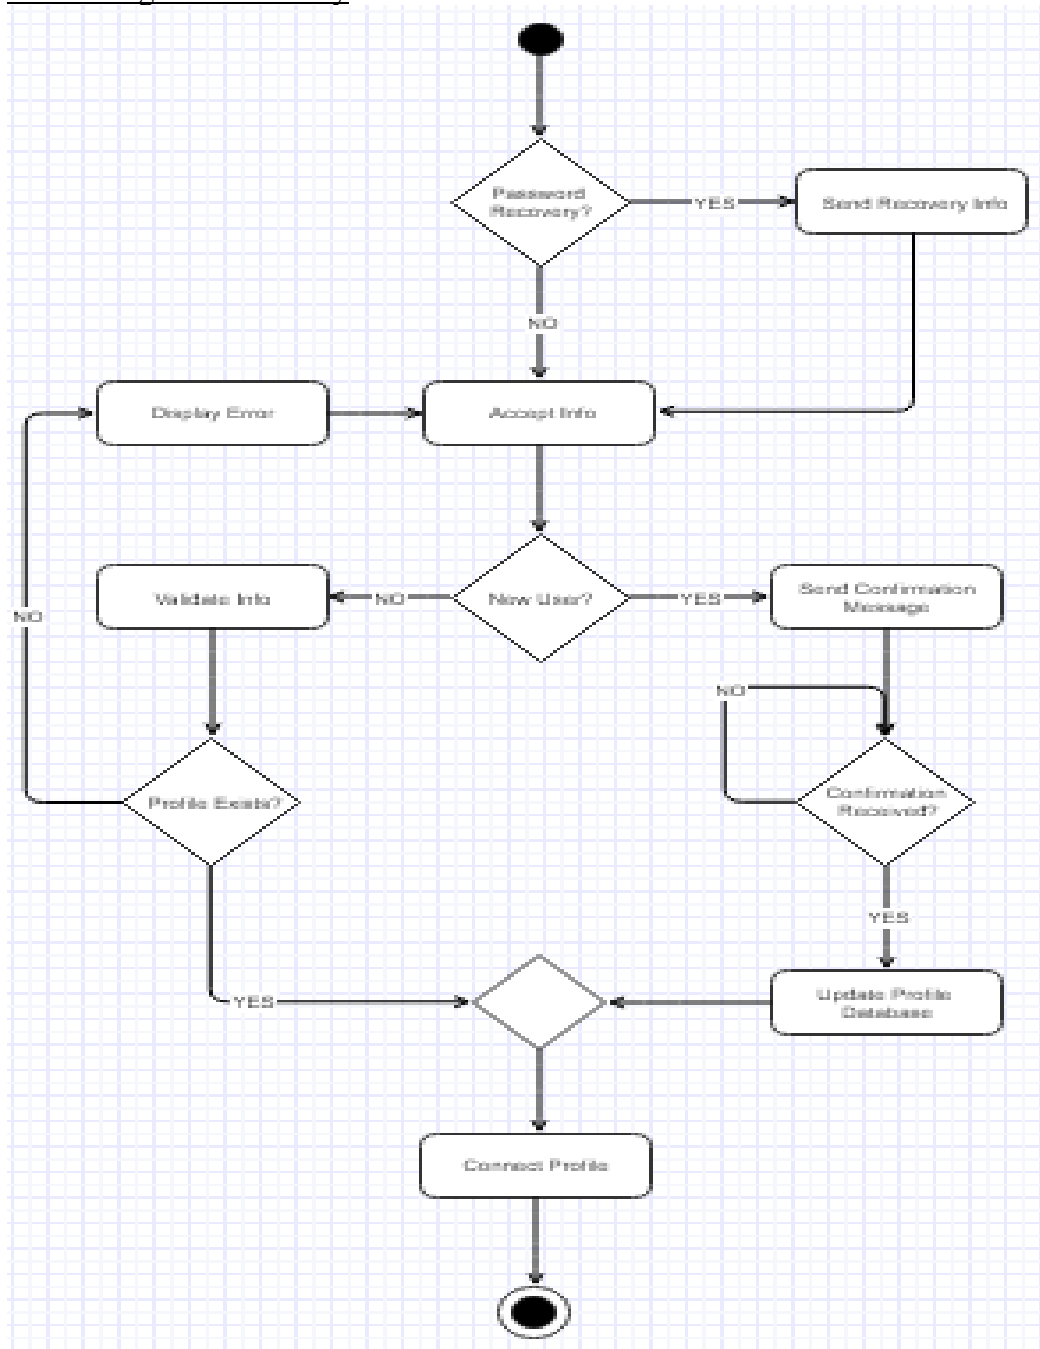 Password
Recovery?
YES
Send Recovery Info
NO
Display Error
Accept Info
Validate Info
NO
New User?
YES
Send Confirmation
Message
NO
NO
Profile Exists?
Confirmation
Received?
YES
YES
Update Profile
Database
Connect Profile